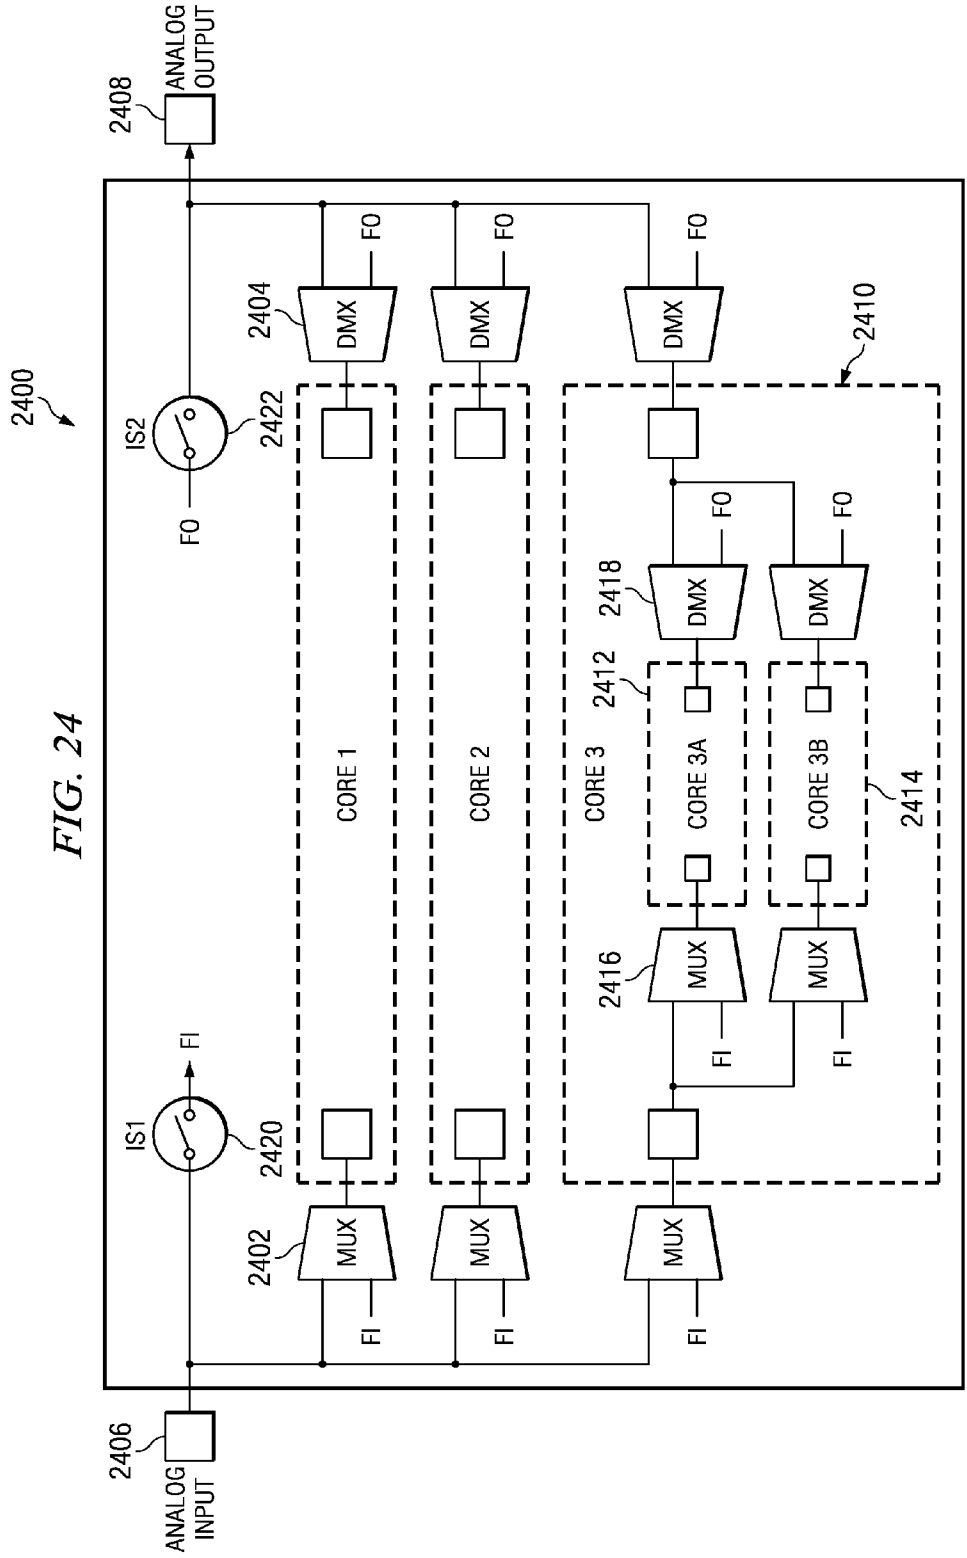 FIG. 24
2400
2406
ANALOG
INPUT
IS1
FI
2420
FO
IS2
2422
2408
ANALOG
OUTPUT
2402
MUX
FI
CORE 1
2404
DMX
FO
MUX
FI
CORE 2
DMX
FO
MUX
FI
CORE 3
2410
DMX
FO
2416
MUX
FI
2412
CORE 3A
2418
DMX
FO
MUX
FI
CORE 3B
2414
DMX
FO